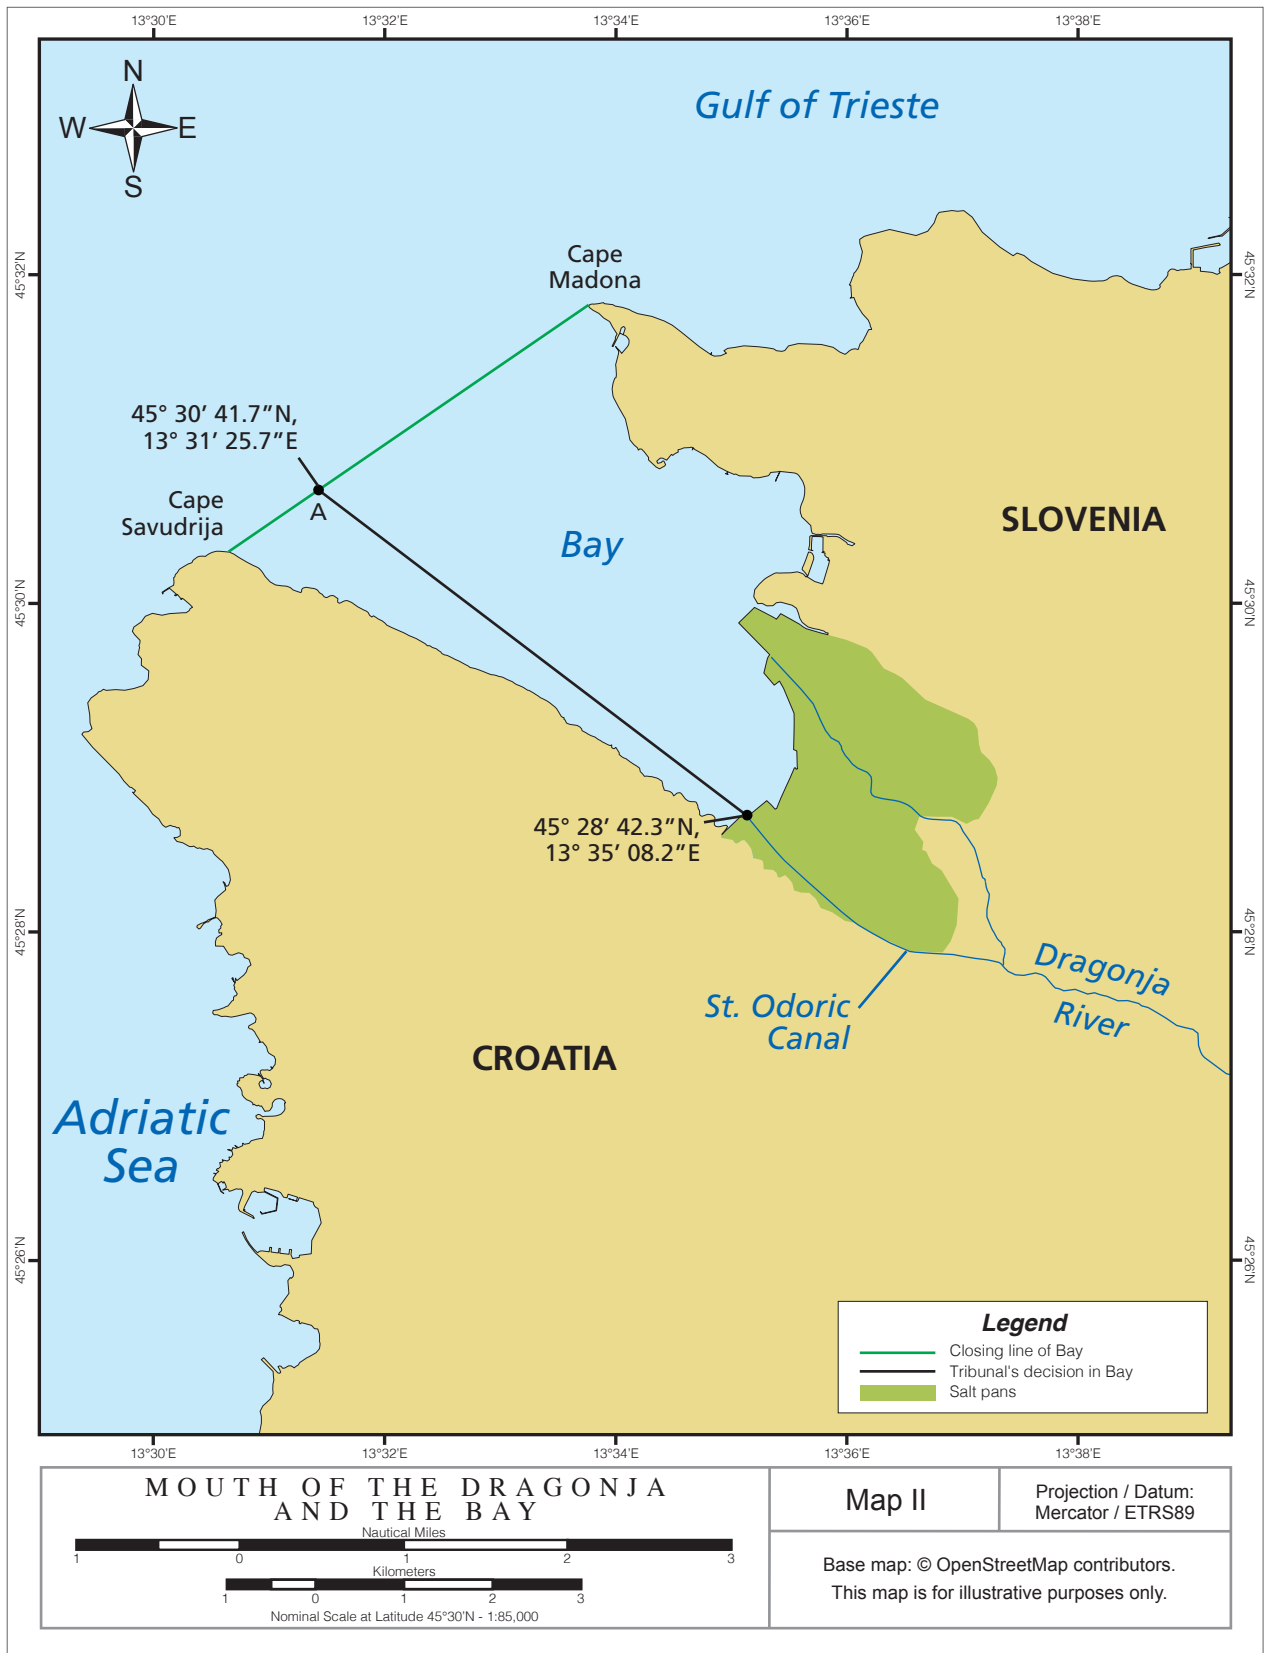 13°30'E
13°32'E
13°34'E
13°36'E
13°38'E
N
W E
S
Gulf of Trieste
45°32'N
45°32'N
Cape
Madona
45° 30′ 41.7″N,
13° 31′ 25.7″E
A
Cape
Savudrija
SLOVENIA
Bay
45°30'N
45°30'N
45° 28′ 42.3″N,
13° 35′ 08.2″E
45°28'N
45°28'N
Dragonja
River
St. Odoric
Canal
CROATIA
Adriatic
Sea
45°26'N
45°26'N
Legend
Closing line of Bay
Tribunal's decision in Bay
Salt pans
13°30'E
13°32'E
13°34'E
13°36'E
13°38'E
MOUTH OF THE DRAGONJA
AND THE BAY
Nautical Miles
1 0 1 2 3
Kilometers
1 0 1 2 3
Nominal Scale at Latitude 45°30'N - 1:85,000
Map II
Projection / Datum:
Mercator / ETRS89
Base map: © OpenStreetMap contributors.
This map is for illustrative purposes only.